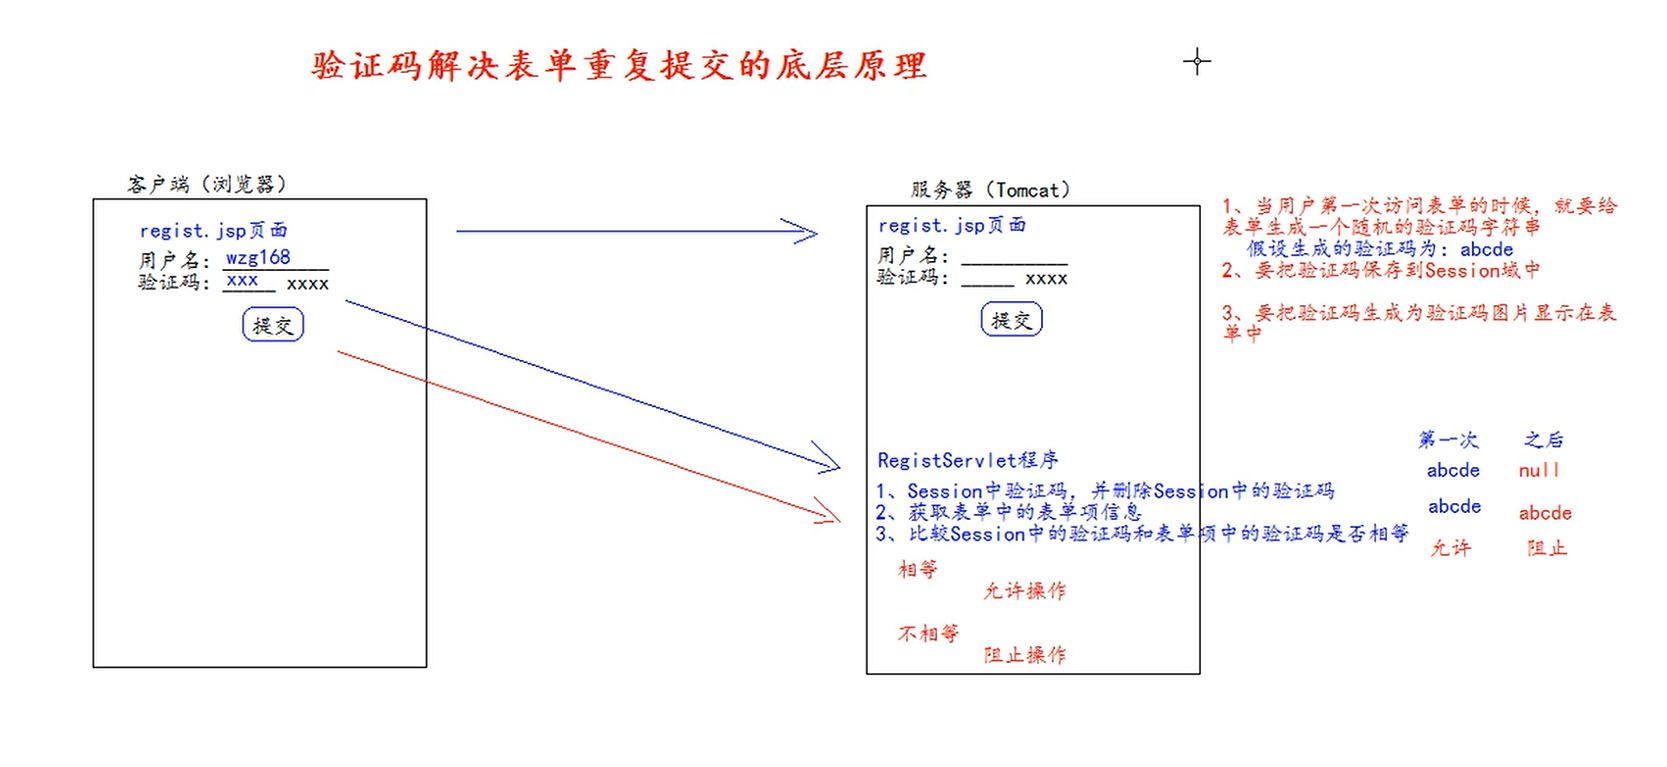 验证码解决表单重复提交的底层原理
客户端（浏览器）
regist.jsp页面
用户名：wzg168
验证码：xxx xxxx
提交
服务器（Tomcat）
regist.jsp页面
用户名：__________
验证码：_____ xxxx
提交
RegistServlet程序
1、Session中验证码，并删除Session中的验证码
2、获取表单中的表单项信息
3、比较Session中的验证码和表单项中的验证码是否相等
相等
允许操作
不相等
阻止操作
1、当用户第一次访问表单的时候，就要给
表单生成一个随机的验证码字符串
假设生成的验证码为：abcde
2、要把验证码保存到Session域中
3、要把验证码生成为验证码图片显示在表
单中
第一次 之后
abcde null
abcde abcde
允许 阻止